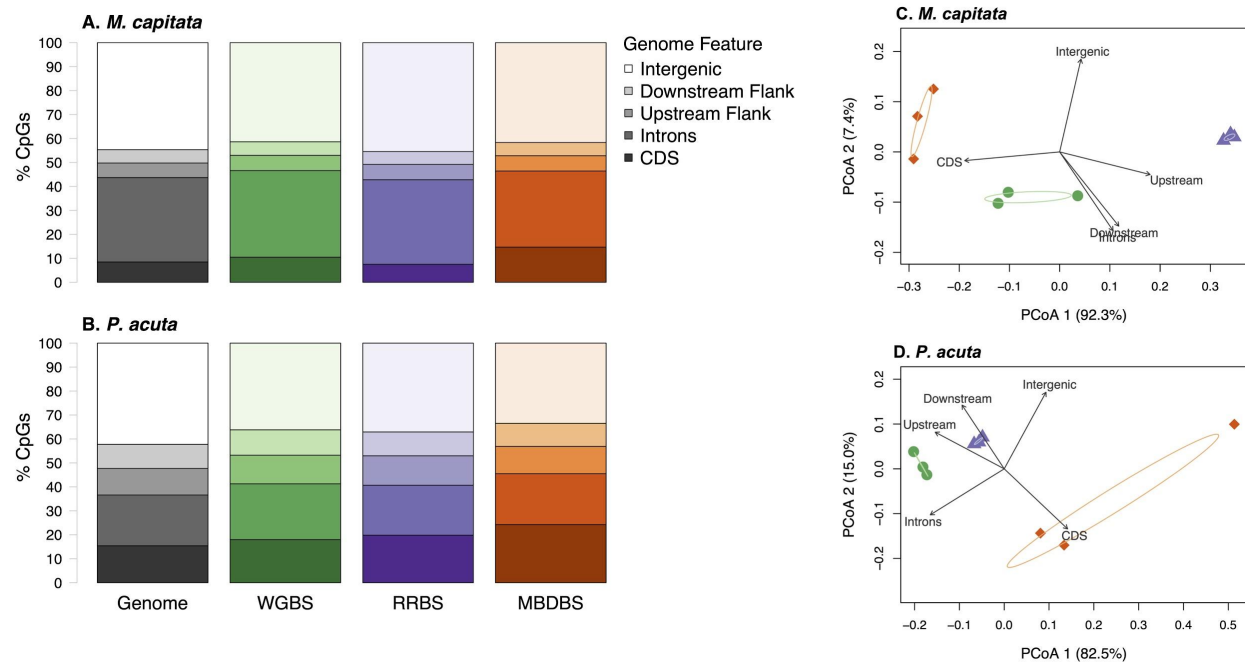 A. M. capitata
100
90
80
70
60
50
40
30
20
10
0
% CpGs
Genome Feature
Intergenic
Downstream Flank
Upstream Flank
Introns
CDS
B. P. acuta
100
90
80
70
60
50
40
30
20
10
0
% CpGs
Genome
WGBS
RRBS
MBDBS
C. M. capitata
0.2
0.1
0.0
−0.1
−0.2
PCoA 2 (7.4%)
Intergenic
CDS
Upstream
Downstream
Introns
−0.3
−0.2
−0.1
0.0
0.1
0.2
0.3
PCoA 1 (92.3%)
D. P. acuta
0.2
0.1
0.0
−0.1
−0.2
PCoA 2 (15.0%)
Intergenic
Downstream
Upstream
Introns
CDS
−0.2
−0.1
0.0
0.1
0.2
0.3
0.4
0.5
PCoA 1 (82.5%)